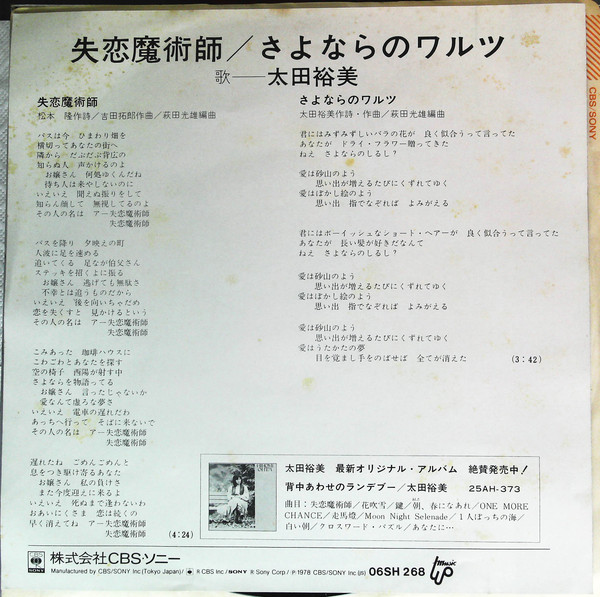 失恋魔術師/さよならのワルツ
歌──太田裕美
失恋魔術師
松本 隆作詩/吉田拓郎作曲/萩田光雄編曲
バスは今 ひまわり畑を
横切ってあなたの街へ
隣から だぶだぶ背広の
知らぬ人 声かけるのよ
お嬢さん 何処ゆくんだね
待ち人は来やしないのに
いえいえ 聞えぬ振りをして
知らん顔して 無視してるのよ
その人の名は アー失恋魔術師
失恋魔術師
バスを降り 夕映えの町
人波に足を速める
追いてくる 足なが伯父さん
ステッキを招くよに振る
お嬢さん 逃げても無駄さ
不幸とは追うものだから
いえいえ 後を向いちゃだめ
恋を失くすと 見かけるという
その人の名は アー失恋魔術師
失恋魔術師
こみあった 珈琲ハウスに
こわごわとあなたを探す
空の椅子 西陽が射す中
さよならを物語ってる
お嬢さん 言ったじゃないか
愛なんて虚ろな夢さ
いえいえ 電車の遅れだわ
あっちへ行って そばに来ないで
その人の名は アー失恋魔術師
失恋魔術師
遅れたね ごめんごめんと
息をつき駆け寄るあなた
お嬢さん 私の負けさ
また今度迎えに来るよ
いえいえ 死ぬまで逢わないわ
おあいにくさま 恋は続くの
早く消えてね アー失恋魔術師
失恋魔術師 (4:24)
さよならのワルツ
太田裕美作詩・作曲/萩田光雄編曲
君にはみずみずしいバラの花が 良く似合うって言ってた
あなたが ドライ・フラワー贈ってきた
ねえ さよならのしるし?
愛は砂山のよう
思い出が増えるたびにくずれてゆく
愛はぼかし絵のよう
思い出 指でなぞれば よみがえる
君にはボーイッシュなショート・ヘアーが 良く似合うって言ってた
あなたが 長い髪が好きだなんて
ねえ さよならのしるし?
愛は砂山のよう
思い出が増えるたびにくずれてゆく
愛はぼかし絵のよう
思い出 指でなぞれば よみがえる
愛は砂山のよう
思い出が増えるたびにくずれてゆく
愛はうたかたの夢
目を覚まし手をのばせば 全てが消えた (3:42)
太田裕美 最新オリジナル・アルバム 絶賛発売中!
背中あわせのランデブー/太田裕美 25AH-373
曲目:失恋魔術師/花吹雪/鍵/朝、春になあれ/ONE MORE
CHANCE/走馬燈/Moon Night Selenade/1人ぼっちの海/
白い朝/クロスワード・パズル/あなたに…
CBS SONY
株式会社CBS・ソニー
Manufactured by CBS/SONY Inc (Tokyo Japan)/ ® CBS Inc/SONY ® Sony Corp/℗ 1978 CBS/SONY Inc
06SH 268
music up
CBS/SONY